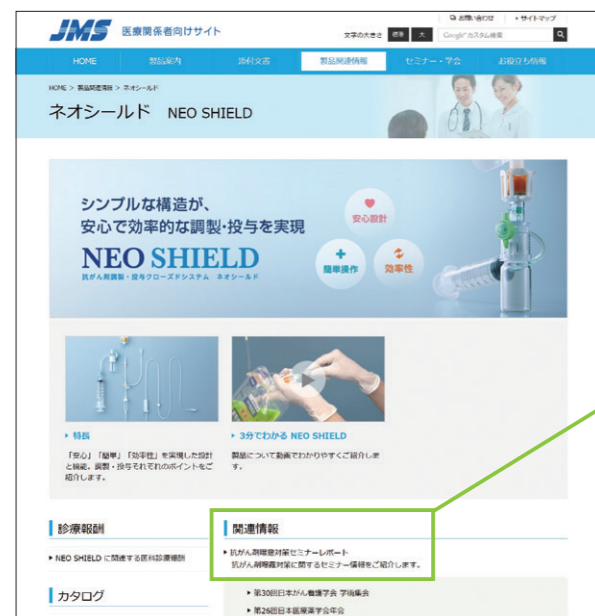 JMS 医療関係者向けサイト
お問い合わせ サイトマップ
文字の大きさ 標準 大 Google カスタム検索
HOME 製品案内 添付文書 製品関連情報 セミナー・学会 お役立ち情報
HOME > 製品関連情報 > ネオシールド
ネオシールド NEO SHIELD
シンプルな構造が、
安心で効率的な調製・投与を実現
NEO SHIELD
抗がん剤調製・投与クローズドシステム ネオシールド
安心設計
簡単操作
効率性
特長
「安心」「簡単」「効率性」を実現した設計
と機能。調製・投与それぞれのポイントをご
紹介します。
3分でわかる NEO SHIELD
製品について動画でわかりやすくご紹介しま
す。
診療報酬
NEO SHIELD に関連する医科診療報酬
カタログ
関連情報
抗がん剤曝露対策セミナーレポート
抗がん剤曝露対策に関するセミナー情報をご紹介します。
第30回日本がん看護学会 学術集会
第26回日本医療薬学会年会